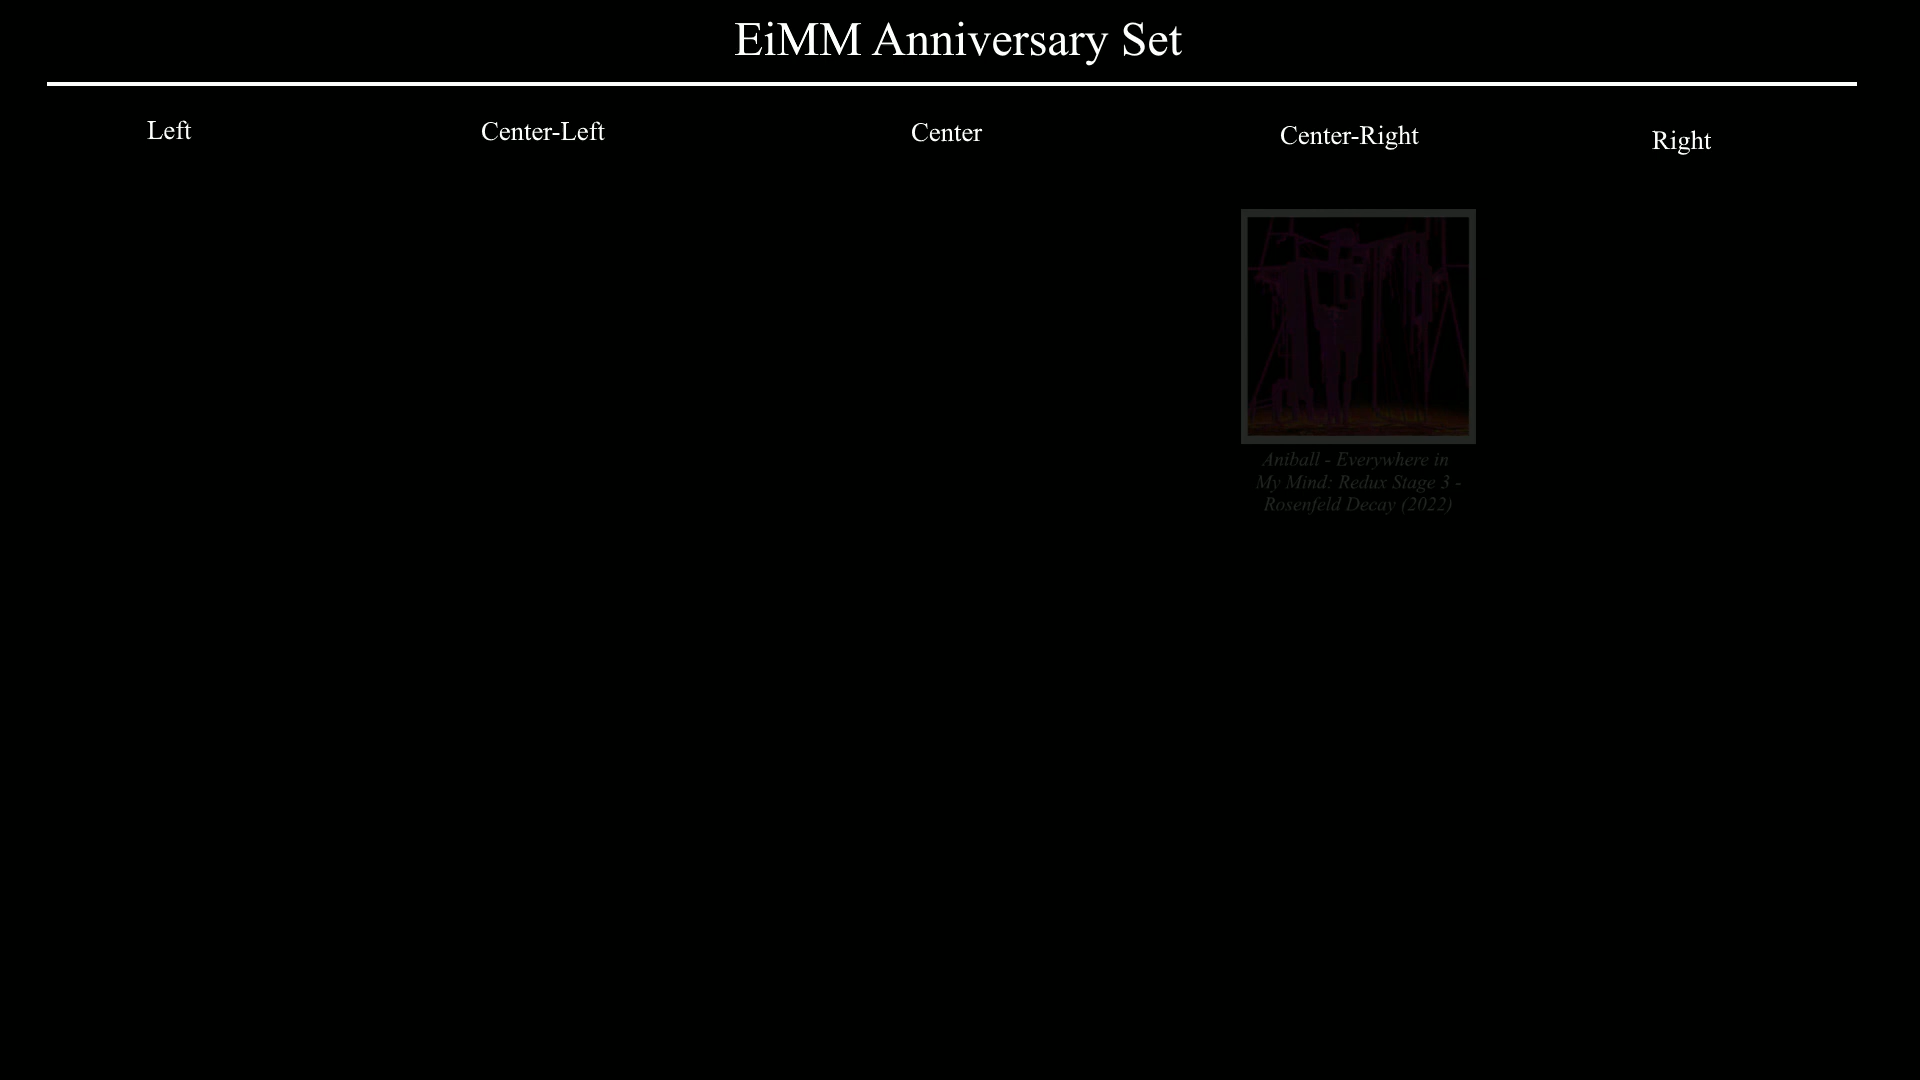 EiMM Anniversary Set
Left
Center-Left
Center
Center-Right
Right
Aniball - Everywhere in
My Mind: Redux Stage 3 -
Rosenfeld Decay (2022)